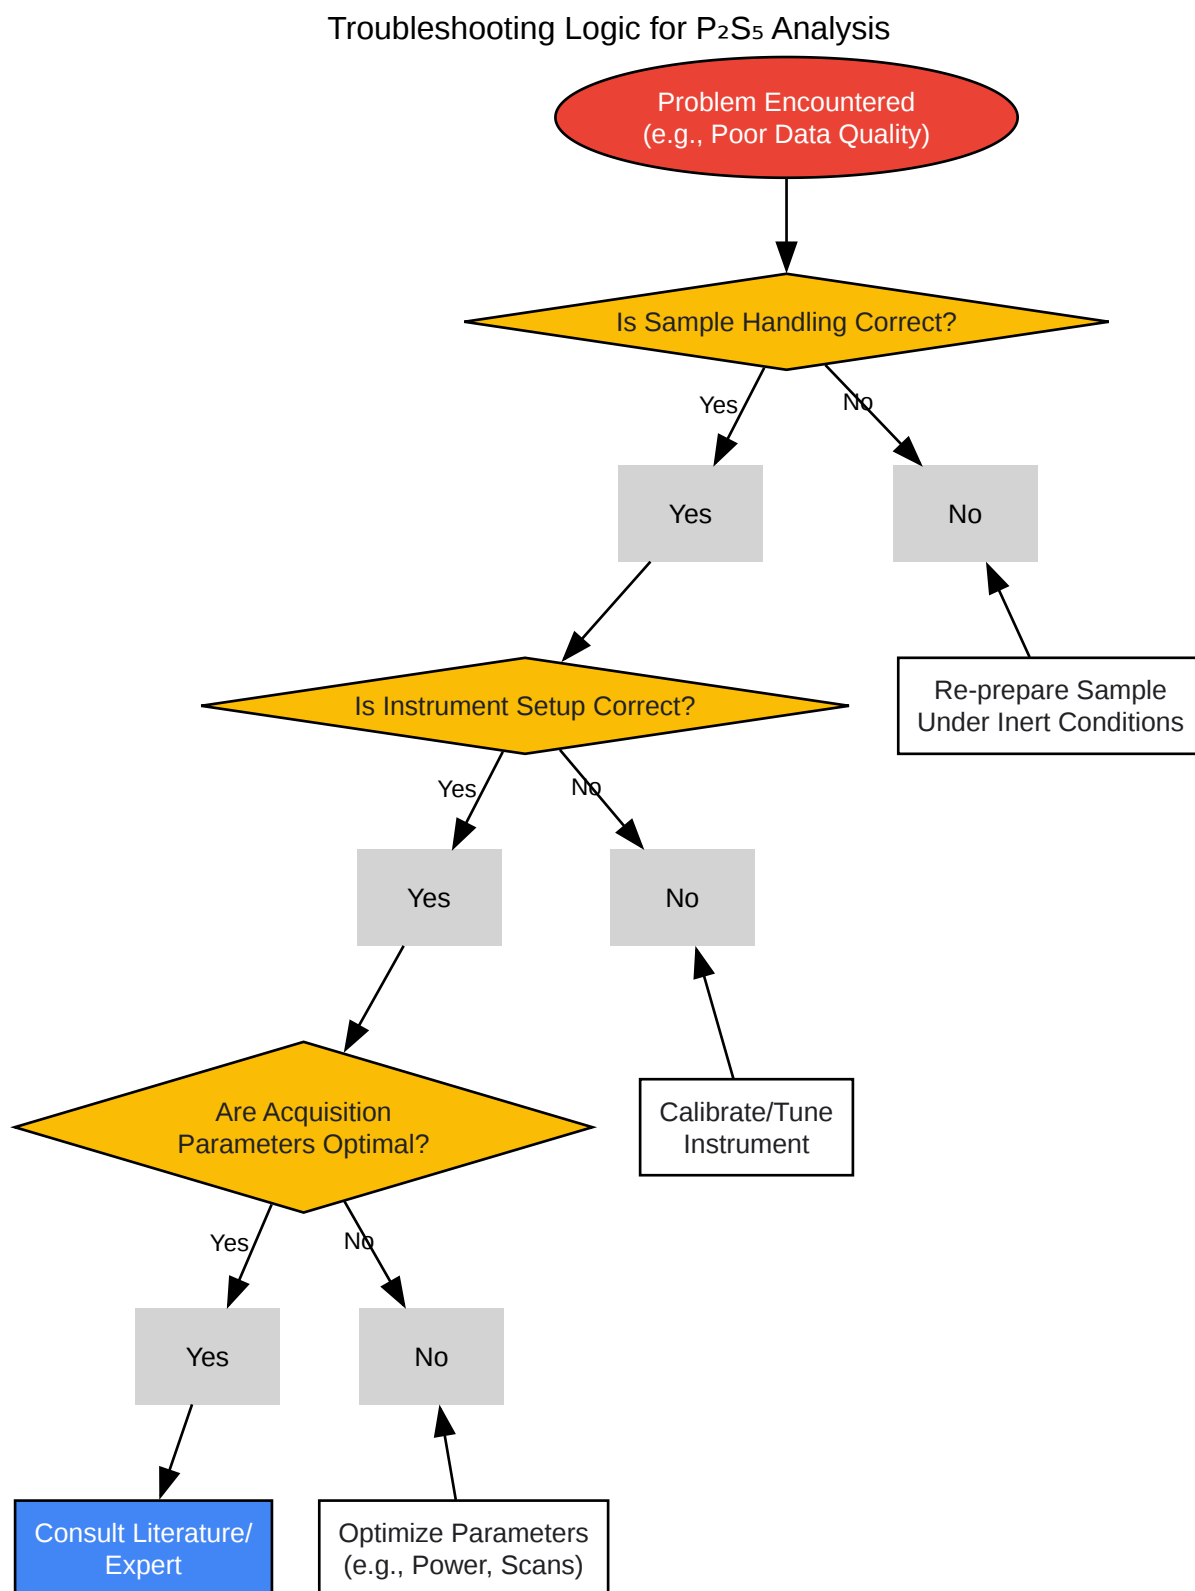 Troubleshooting Logic for P₂S₅ Analysis
Problem Encountered
(e.g., Poor Data Quality)
Is Sample Handling Correct?
Yes
No
Yes
No
Re-prepare Sample
Under Inert Conditions
Is Instrument Setup Correct?
Yes
No
Yes
No
Calibrate/Tune
Instrument
Are Acquisition
Parameters Optimal?
Yes
No
Yes
No
Consult Literature/
Expert
Optimize Parameters
(e.g., Power, Scans)